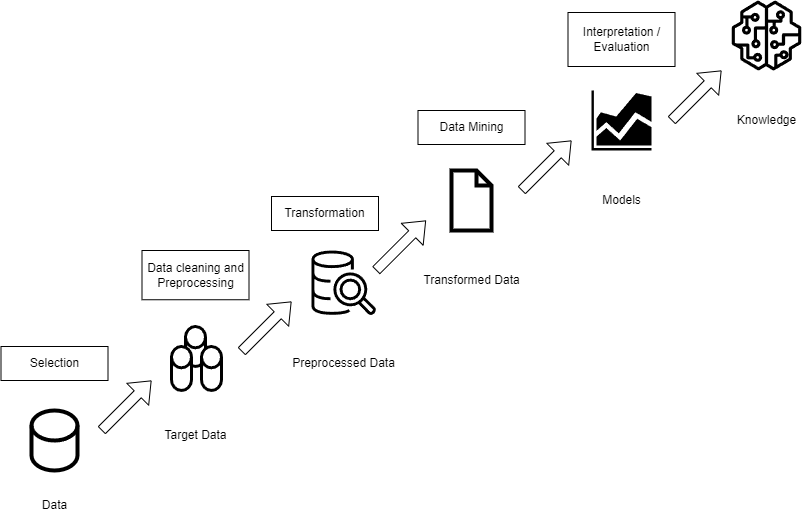 Interpretation /
Evaluation
Knowledge
Data Mining
Models
Transformation
Transformed Data
Data cleaning and
Preprocessing
Preprocessed Data
Selection
Target Data
Data